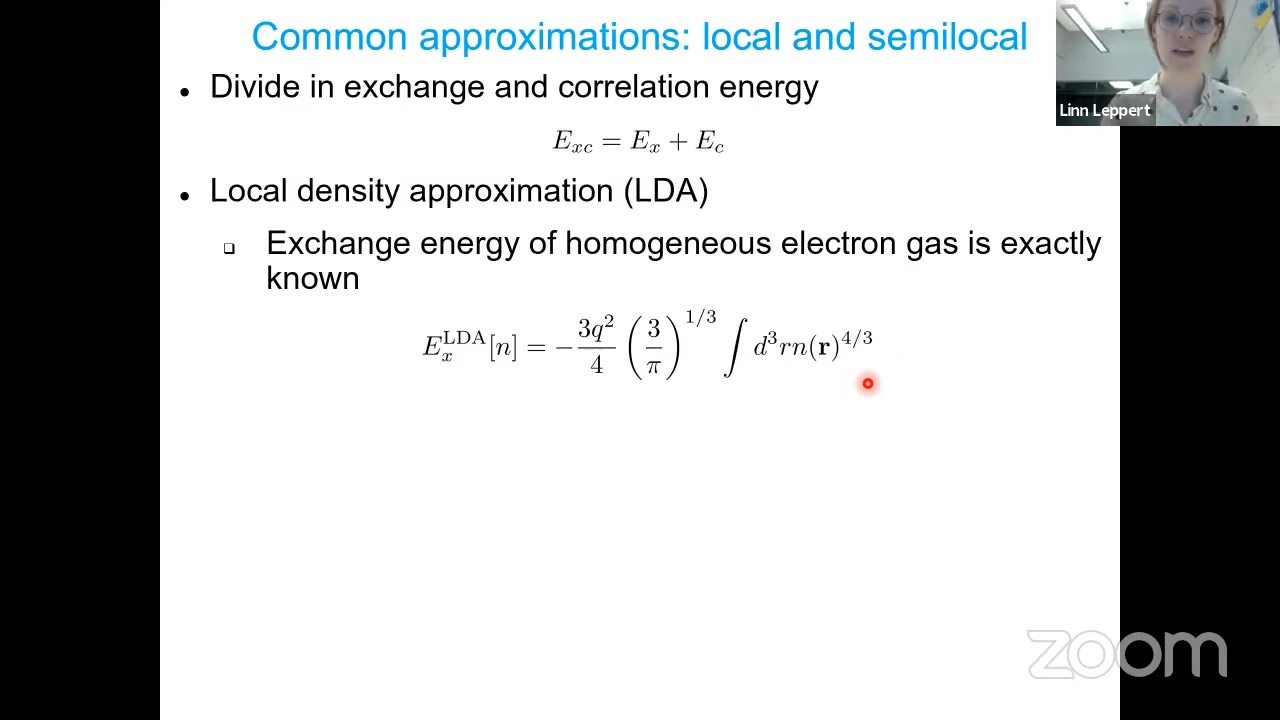 Common approximations: local and semilocal
Linn Leppert
• Divide in exchange and correlation energy
$E_{xc} = E_x + E_c$
• Local density approximation (LDA)
❑ Exchange energy of homogeneous electron gas is exactly
known
$E_x^{\mathrm{LDA}}[n] = -\frac{3q^2}{4}\left(\frac{3}{\pi}\right)^{1/3}\int d^3rn(\mathbf{r})^{4/3}$
zoom